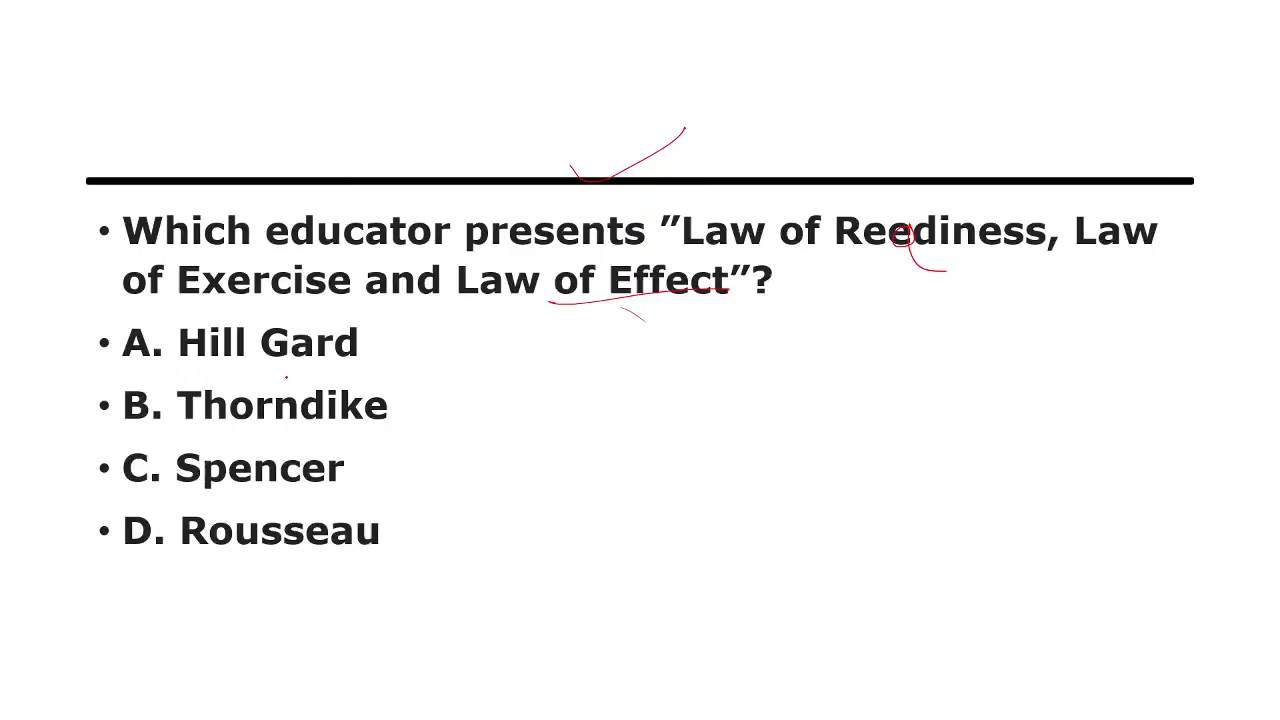 • Which educator presents ”Law of Reediness, Law
of Exercise and Law of Effect”?
• A. Hill Gard
• B. Thorndike
• C. Spencer
• D. Rousseau